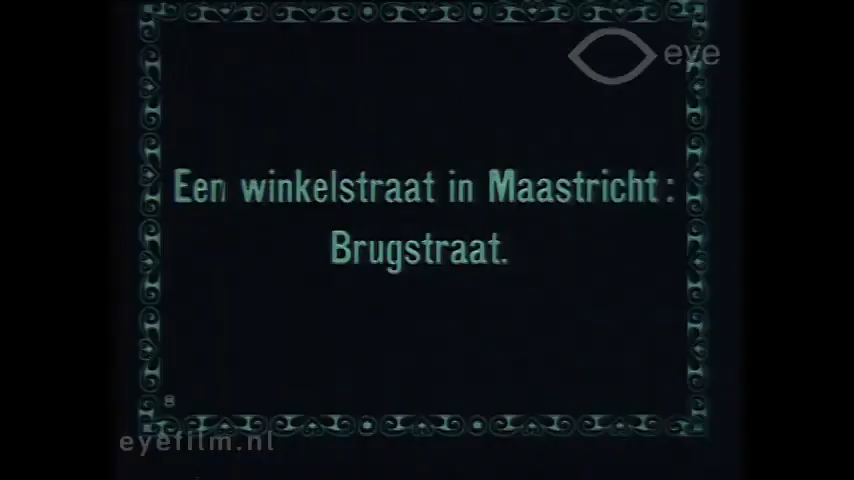 eye
Een winkelstraat in Maastricht:
Brugstraat.
8
eyefilm.nl